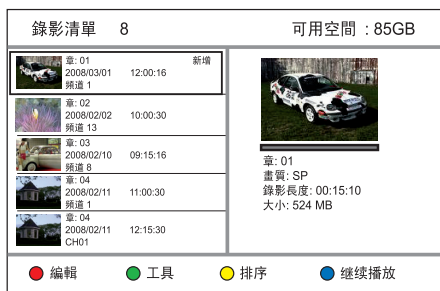 錄影清單 8 可用空間 : 85GB
章: 01 新增
2008/03/01 12:00:16
頻道 1
章: 02
2008/02/02 10:00:30
頻道 13
章: 03
2008/02/10 09:15:16
頻道 8
章: 04
2008/02/11 11:00:30
頻道 1
章: 04
2008/02/11 12:15:30
CH01
章: 01
畫質: SP
錄影長度: 00:15:10
大小: 524 MB
編輯 工具 排序 继续播放